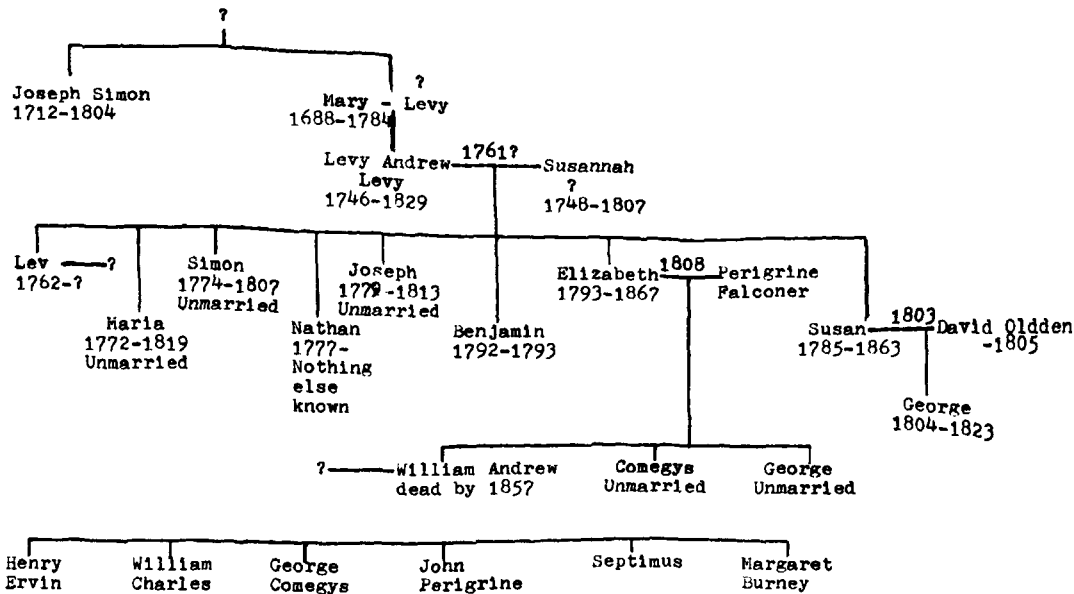 ?
Joseph Simon
1712-1804
?
Mary - Levy
1688-1784
Levy Andrew
Levy
1746-1829
1761?
Susannah
?
1748-1807
Lev
1762-?
?
Maria
1772-1819
Unmarried
Simon
1774-1807
Unmarried
Nathan
1777-
Nothing
else
known
Joseph
1779-1813
Unmarried
Benjamin
1792-1793
Elizabeth
1793-1867
1808
Perigrine
Falconer
Susan
1785-1863
1803
David Oldden
-1805
George
1804-1823
?
William Andrew
dead by 1857
Comegys
Unmarried
George
Unmarried
Henry
Ervin
William
Charles
George
Comegys
John
Perigrine
Septimus
Margaret
Burney